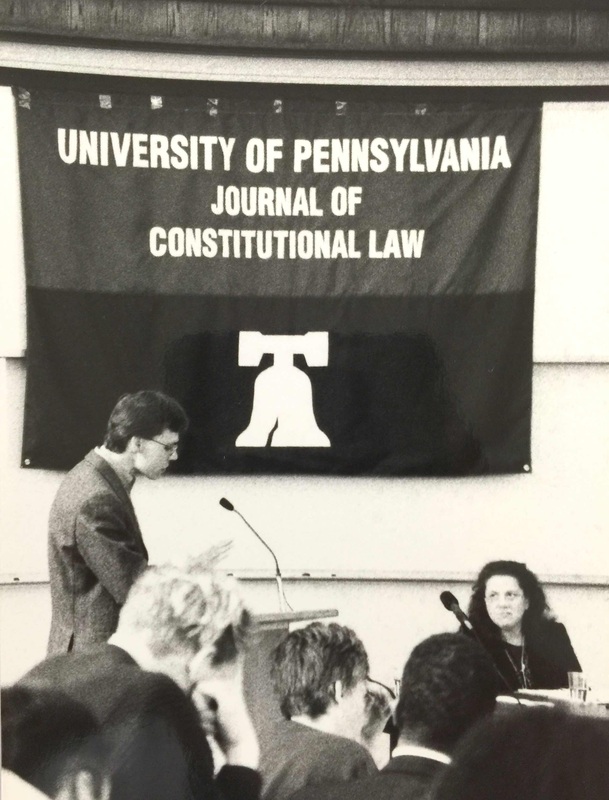 UNIVERSITY OF PENNSYLVANIA
JOURNAL OF
CONSTITUTIONAL LAW